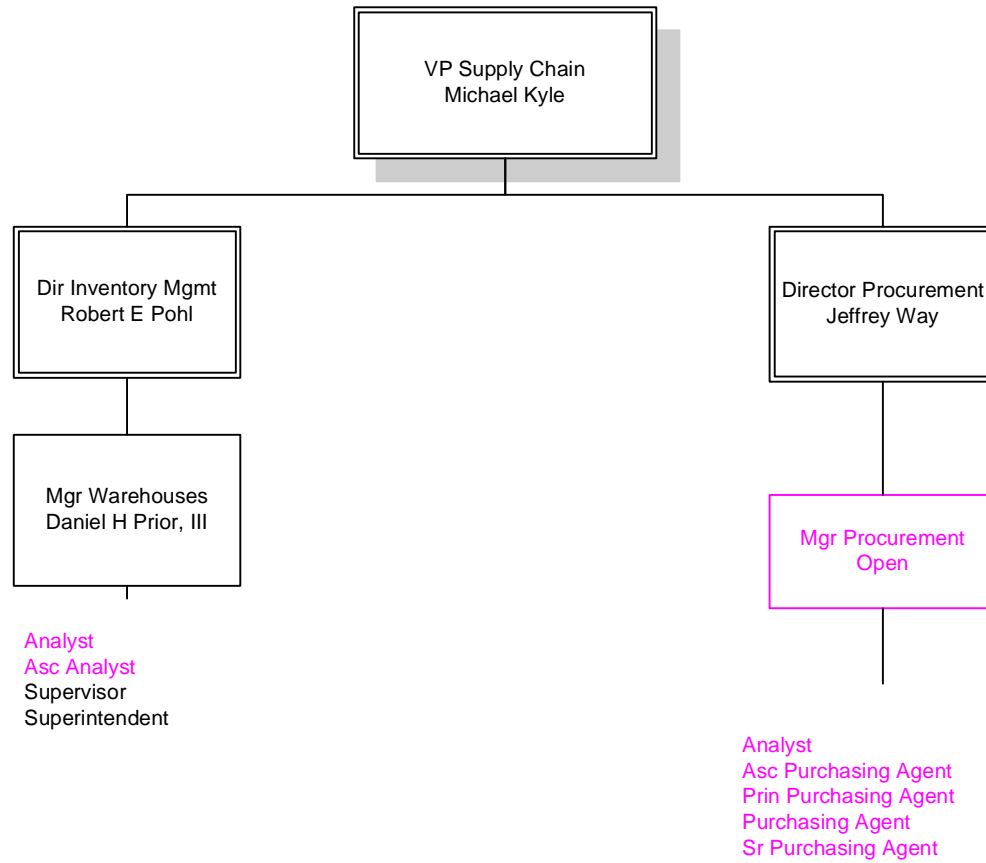 VP Supply Chain
Michael Kyle
Dir Inventory Mgmt
Robert E Pohl
Director Procurement
Jeffrey Way
Mgr Warehouses
Daniel H Prior, III
Mgr Procurement
Open
Analyst
Asc Analyst
Supervisor
Superintendent
Analyst
Asc Purchasing Agent
Prin Purchasing Agent
Purchasing Agent
Sr Purchasing Agent